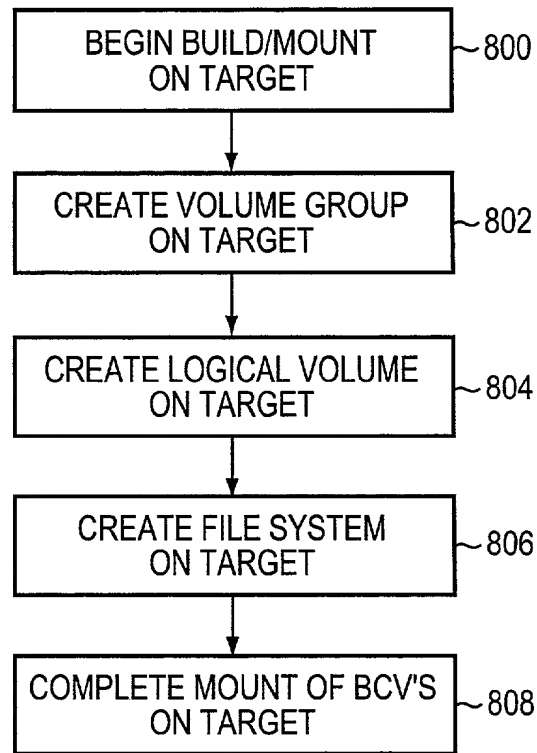 BEGIN BUILD/MOUNT
ON TARGET
800
CREATE VOLUME GROUP
ON TARGET
802
CREATE LOGICAL VOLUME
ON TARGET
804
CREATE FILE SYSTEM
ON TARGET
806
COMPLETE MOUNT OF BCV'S
ON TARGET
808